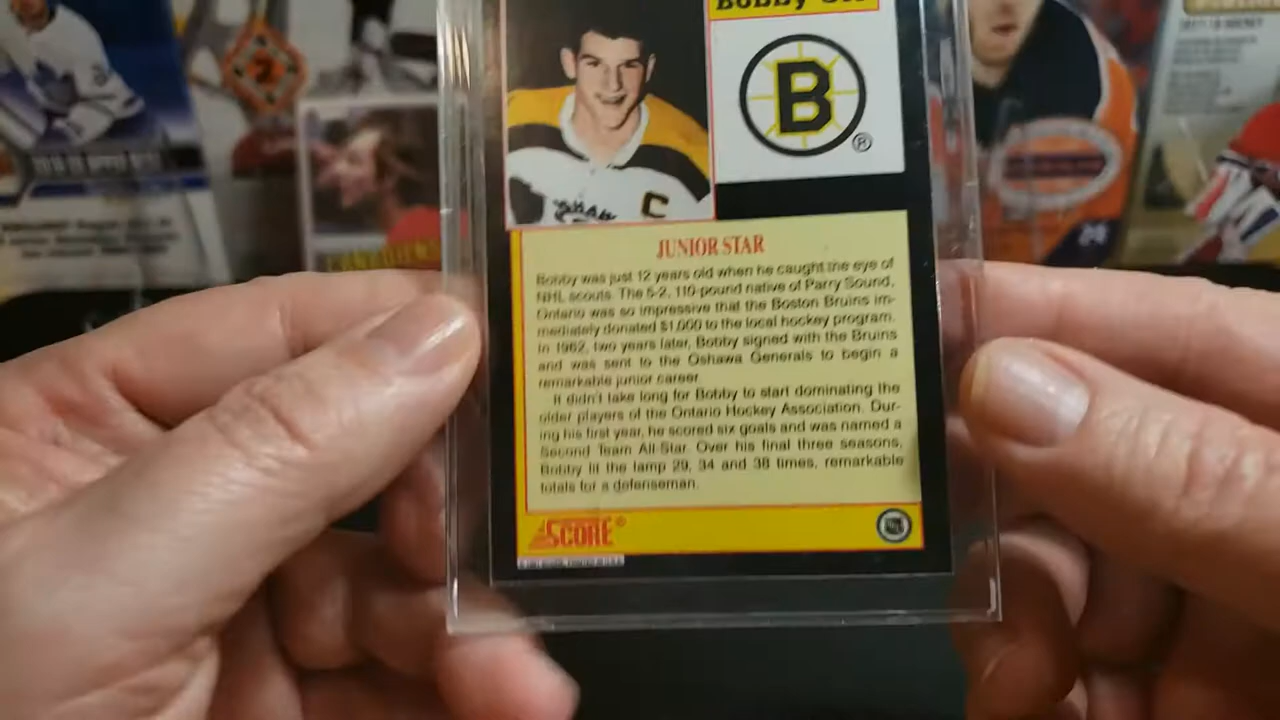 BOBBY
B
®
C
JUNIOR STAR
Bobby was just 12 years old when he caught the eye of
NHL scouts. The 5-2, 110-pound native of Parry Sound,
Ontario was so impressive that the Boston Bruins im-
mediately donated $1,000 to the local hockey program.
In 1962, two years later, Bobby signed with the Bruins
and was sent to the Oshawa Generals to begin a
remarkable junior career.
It didn't take long for Bobby to start dominating the
older players of the Ontario Hockey Association. Dur-
ing his first year, he scored six goals and was named a
Second Team All-Star. Over his final three seasons,
Bobby lit the lamp 29, 34 and 38 times, remarkable
totals for a defenseman.
SCORE®
NHL